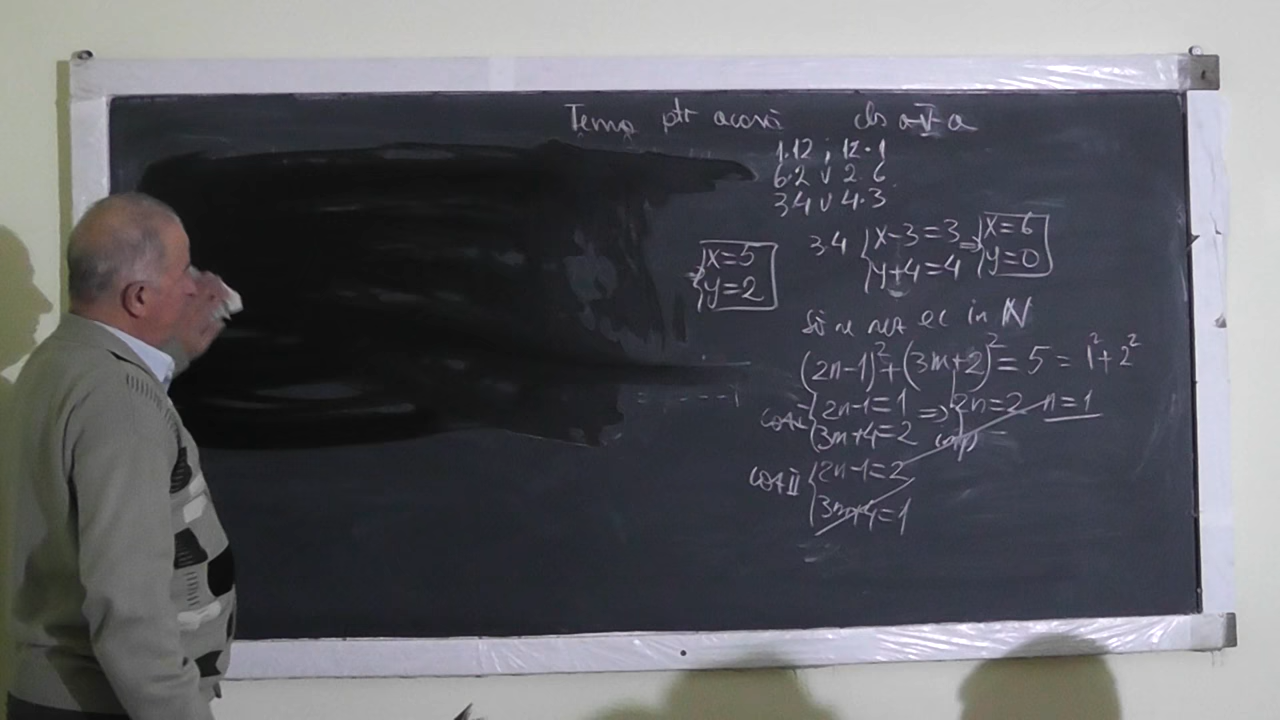 Temă ptr acasă cls a V a
1.12 ; 12.1
6.2 v 2.6
3 4 v 4.3
3.4 { x-3=3 => { x=6
{ y+4=4 { y=0
{ x=5
{ y=2
Să se rez ec in N
(2n-1)²+(3m+2)²=5=1²+2²
caz I { 2n-1=1 => { 2n=2 n=1
{ 3m+4=2
caz II { 2n-1=2
{ 3m+4=1